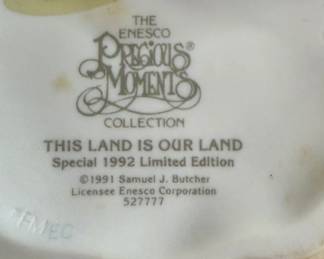 THE
ENESCO
PRECIOUS®
MOMENTS
COLLECTION
THIS LAND IS OUR LAND
Special 1992 Limited Edition
©1991 Samuel J. Butcher
Licensee Enesco Corporation
527777